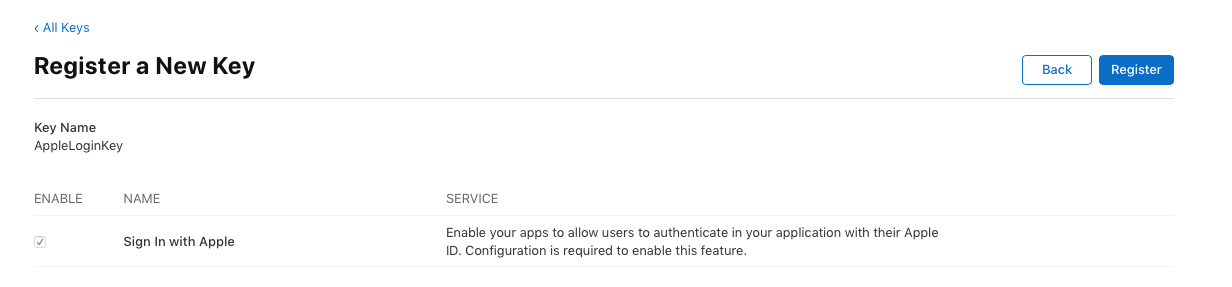 ‹ All Keys
Register a New Key
Back
Register
Key Name
AppleLoginKey
ENABLE NAME SERVICE
Sign In with Apple
Enable your apps to allow users to authenticate in your application with their Apple
ID. Configuration is required to enable this feature.